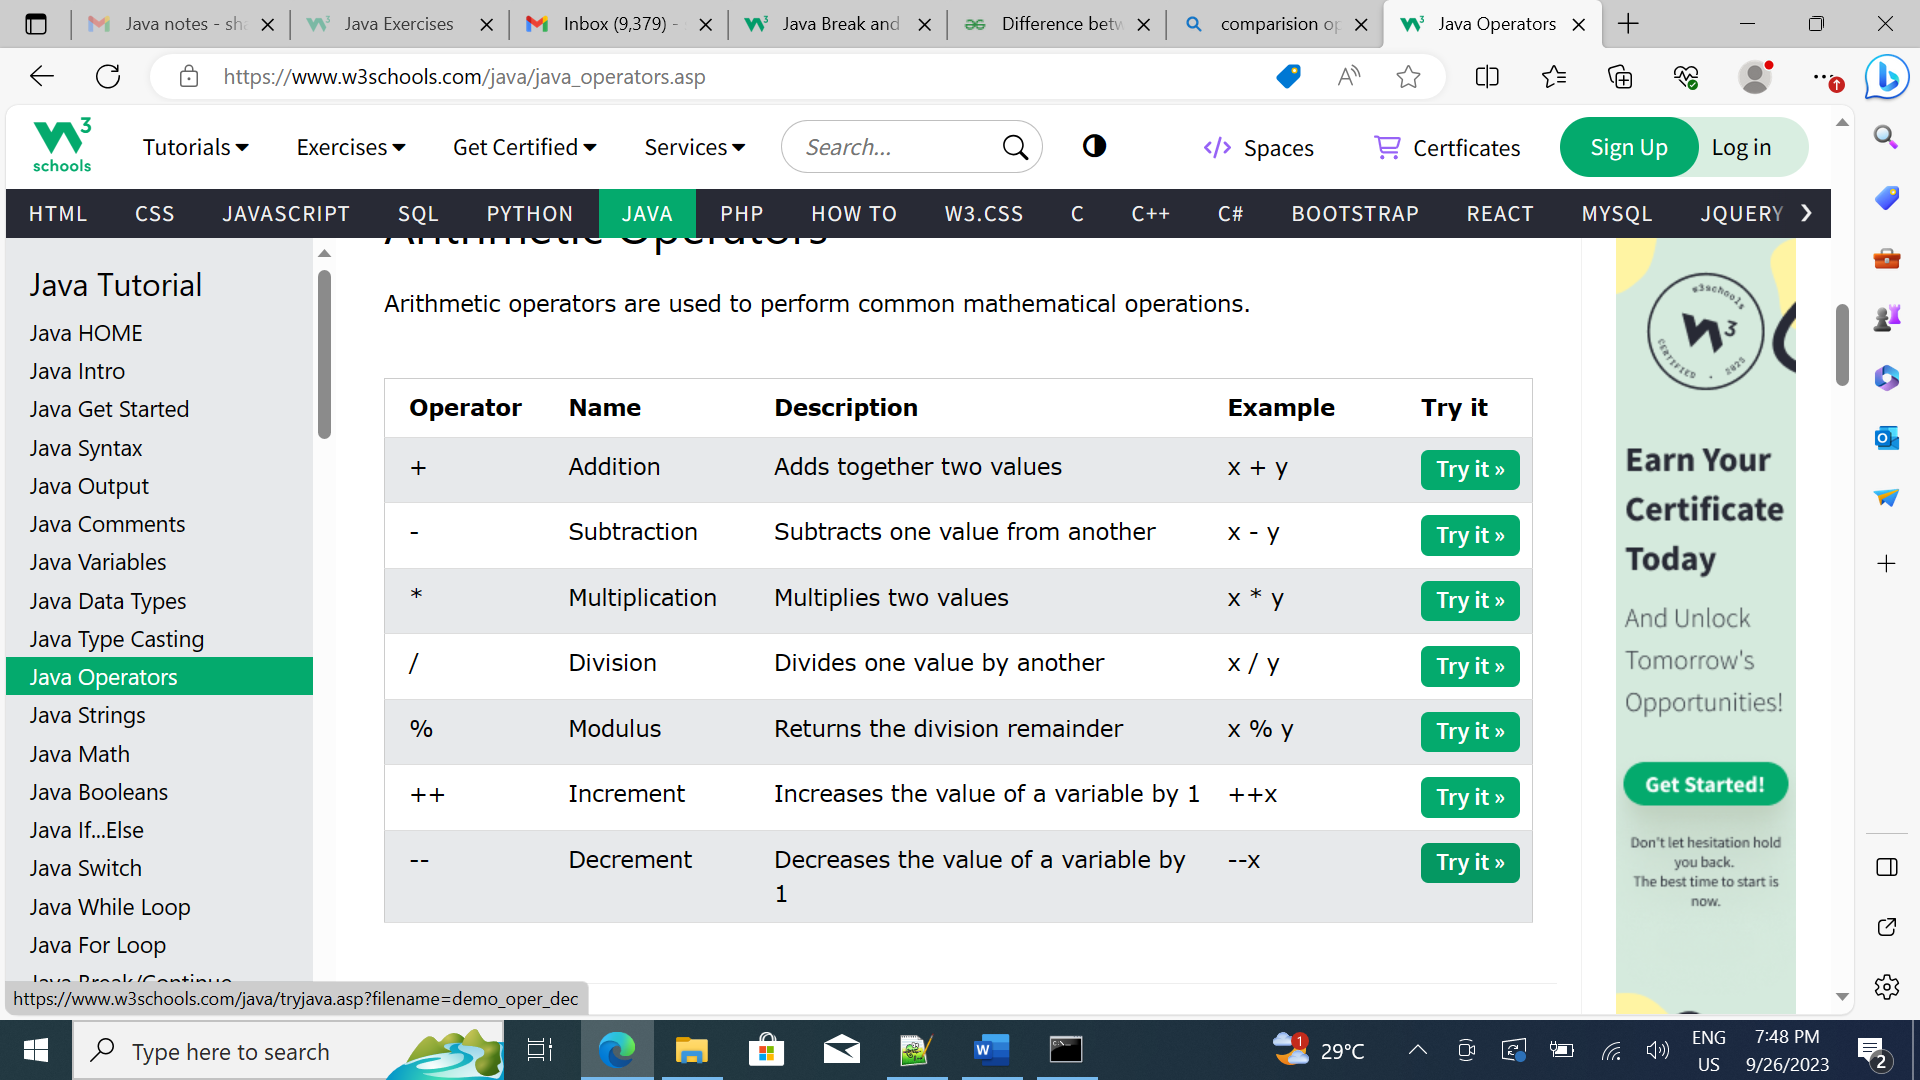 Java notes - sha
Java Exercises
Inbox (9,379) -
Java Break and
Difference betw
comparision op
Java Operators
https://www.w3schools.com/java/java_operators.asp
3
schools
Tutorials
Exercises
Get Certified
Services
Search...
Spaces
Certficates
Sign Up
Log in
HTML
CSS
JAVASCRIPT
SQL
PYTHON
JAVA
PHP
HOW TO
W3.CSS
C
C++
C#
BOOTSTRAP
REACT
MYSQL
JQUERY
Java Tutorial
Java HOME
Java Intro
Java Get Started
Java Syntax
Java Output
Java Comments
Java Variables
Java Data Types
Java Type Casting
Java Operators
Java Strings
Java Math
Java Booleans
Java If...Else
Java Switch
Java While Loop
Java For Loop
Java Break/Continue
https://www.w3schools.com/java/tryjava.asp?filename=demo_oper_dec
Arithmetic Operators
Arithmetic operators are used to perform common mathematical operations.
Operator Name Description Example Try it
+ Addition Adds together two values x + y Try it »
- Subtraction Subtracts one value from another x - y Try it »
* Multiplication Multiplies two values x * y Try it »
/ Division Divides one value by another x / y Try it »
% Modulus Returns the division remainder x % y Try it »
++ Increment Increases the value of a variable by 1 ++x Try it »
-- Decrement Decreases the value of a variable by --x Try it »
1
w3schools
CERTIFIED . 2025
Earn Your
Certificate
Today
And Unlock
Tomorrow's
Opportunities!
Get Started!
Don't let hesitation hold
you back.
The best time to start is
now.
Type here to search
1
29°C
ENG
US
7:48 PM
9/26/2023
2